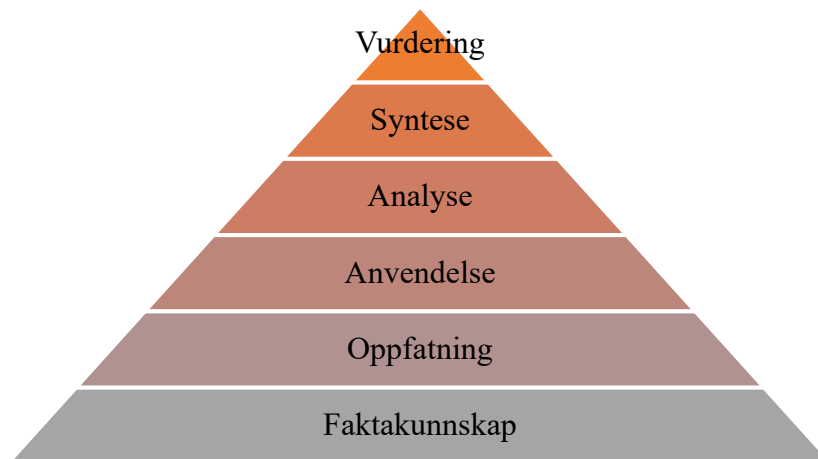 Vurdering
Syntese
Analyse
Anvendelse
Oppfatning
Faktakunnskap